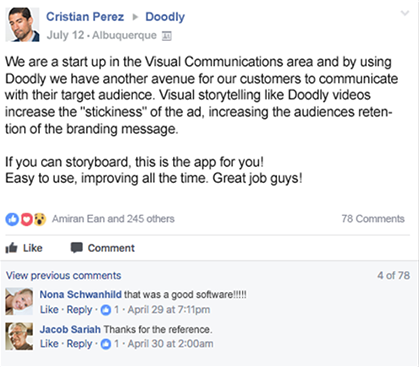 Cristian Perez ▸ Doodly
July 12 · Albuquerque
We are a start up in the Visual Communications area and by using
Doodly we have another avenue for our customers to communicate
with their target audience. Visual storytelling like Doodly videos
increase the "stickiness" of the ad, increasing the audiences reten-
tion of the branding message.
If you can storyboard, this is the app for you!
Easy to use, improving all the time. Great job guys!
Amiran Ean and 245 others 78 Comments
Like Comment
View previous comments 4 of 78
Nona Schwanhild that was a good software!!!!!
Like · Reply · 1 · April 29 at 7:11pm
Jacob Sariah Thanks for the reference.
Like · Reply · 1 · April 30 at 2:00am